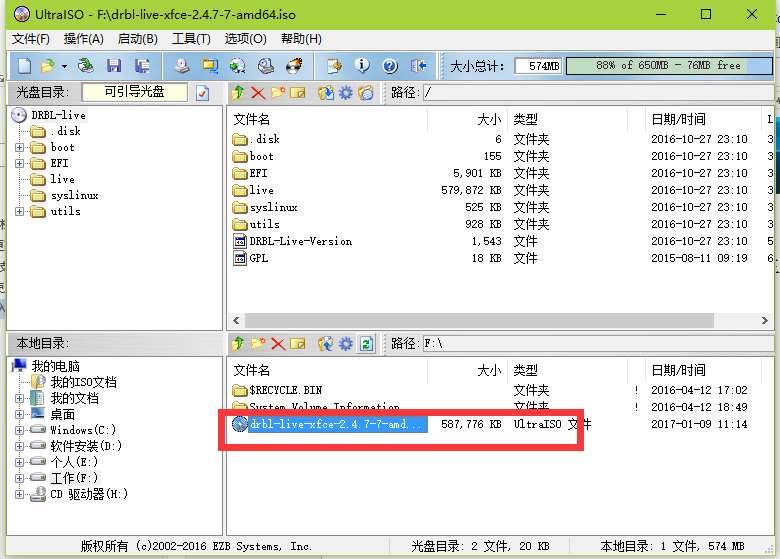 UltraISO - F:\drbl-live-xfce-2.4.7-7-amd64.iso
文件(F) 操作(A) 启动(B) 工具(T) 选项(O) 帮助(H)
大小总计: 574MB 88% of 650MB - 76MB free
光盘目录: 可引导光盘 路径: /
DRBL-live
.disk
boot
EFI
live
syslinux
utils
文件名 大小 类型 日期/时间 L
.disk 6 文件夹 2016-10-27 23:10 3
boot 155 文件夹 2016-10-27 23:10 3
EFI 5,901 KB 文件夹 2016-10-27 23:10 3
live 579,872 KB 文件夹 2016-10-27 23:10 3
syslinux 525 KB 文件夹 2016-10-27 23:10 3
utils 928 KB 文件夹 2016-10-27 23:10 3
DRBL-Live-Version 1,543 文件 2016-10-27 23:10 5
GPL 18 KB 文件 2015-08-11 09:19 6
本地目录: 路径: F:\
我的电脑
我的ISO文档
我的文档
桌面
Windows(C:)
软件安装(D:)
个人(E:)
工作(F:)
CD 驱动器(H:)
文件名 大小 类型 日期/时间
$RECYCLE.BIN 文件夹 ! 2016-04-12 17:02
System Volume Information 文件夹 ! 2016-04-12 18:49
drbl-live-xfce-2.4.7-7-amd... 587,776 KB UltraISO 文件 2017-01-09 11:14
版权所有 (c)2002-2016 EZB Systems, Inc. 光盘目录: 2 文件, 20 KB 本地目录: 1 文件, 574 MB